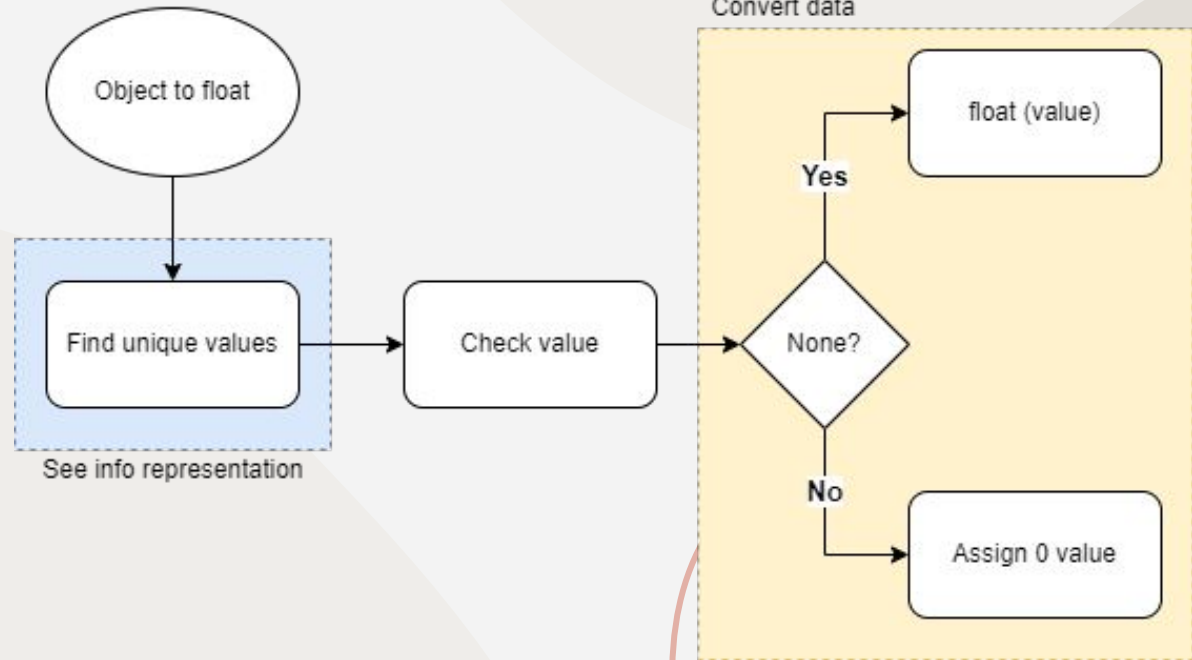 Convert data
Object to float
float (value)
Yes
Find unique values
Check value
None?
See info representation
No
Assign 0 value